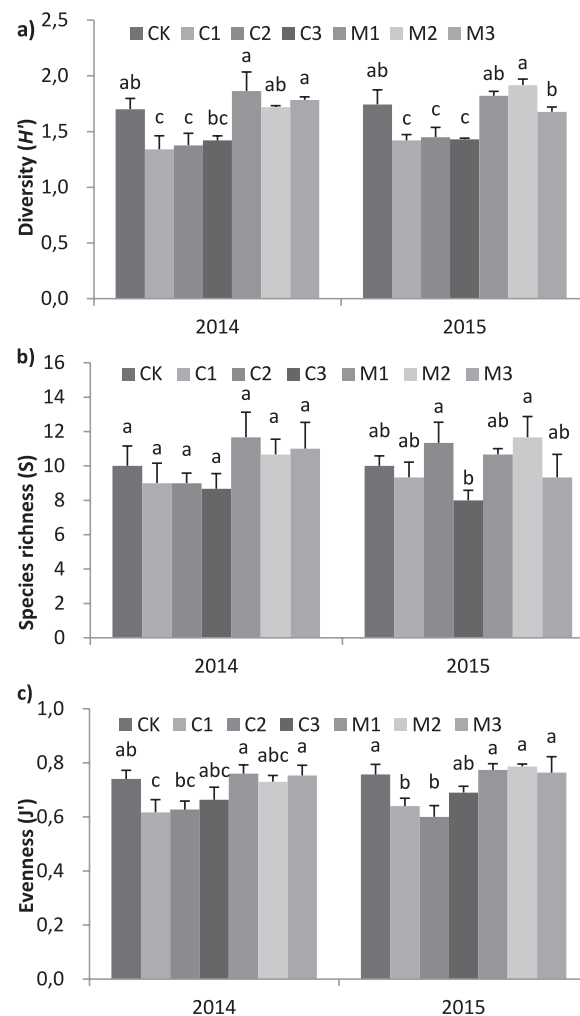 a)
2,5
CK C1 C2 C3 M1 M2 M3
2,0
1,5
1,0
0,5
0,0
Diversity (H')
ab c c bc a ab a
ab c c c ab a b
2014 2015
b)
16
CK C1 C2 C3 M1 M2 M3
14
12
10
8
6
4
2
0
Species richness (S)
a a a a a a a
ab ab a b ab a ab
2014 2015
c)
1,0
CK C1 C2 C3 M1 M2 M3
0,8
0,6
0,4
0,2
0,0
Evenness (J')
ab c bc abc a abc a
a b b ab a a a
2014 2015